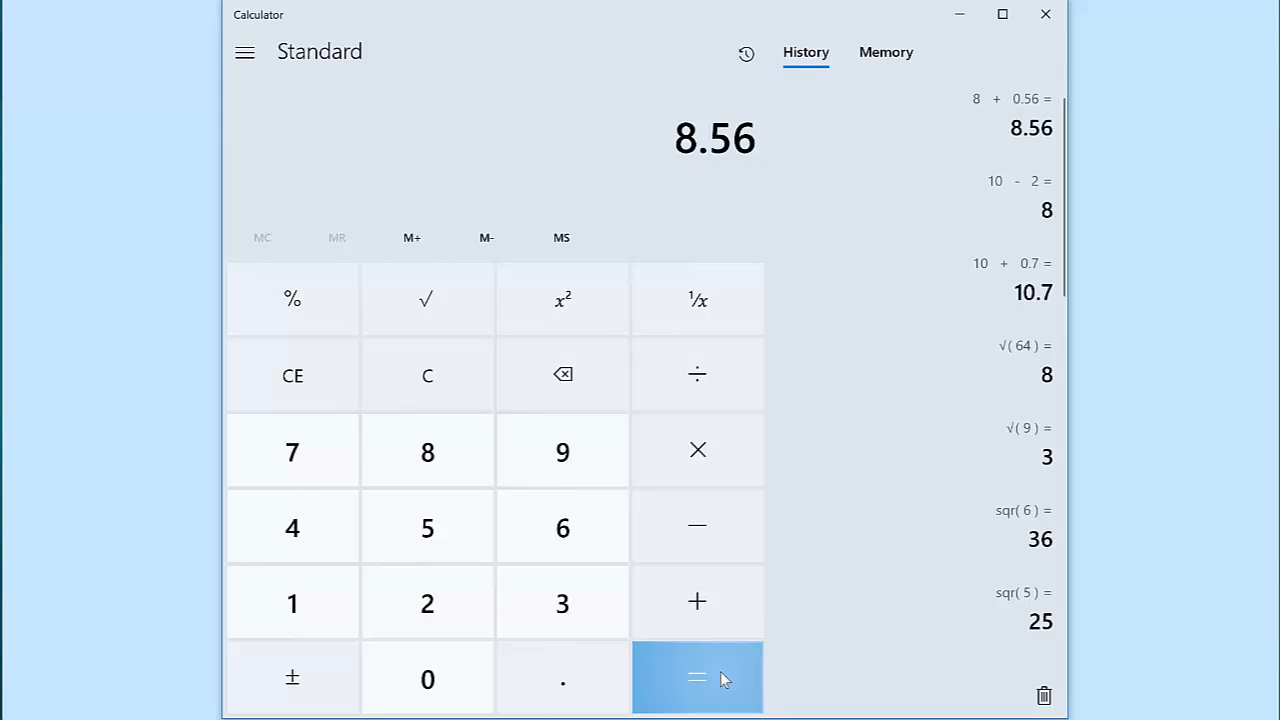 Calculator
Standard
History Memory
8.56
8 + 0.56 =
8.56
10 - 2 =
8
10 + 0.7 =
10.7
√( 64 ) =
8
√( 9 ) =
3
sqr( 6 ) =
36
sqr( 5 ) =
25
MC MR M+ M- MS
% √ x² ¹/x
CE C ÷
7 8 9 ×
4 5 6 −
1 2 3 +
± 0 . =